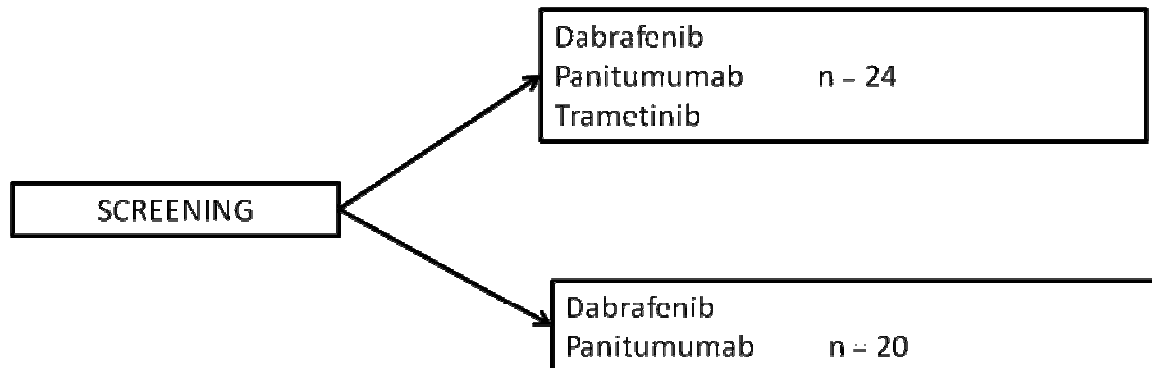 Dabrafenib
Panitumumab n = 24
Trametinib
SCREENING
Dabrafenib
Panitumumab n = 20